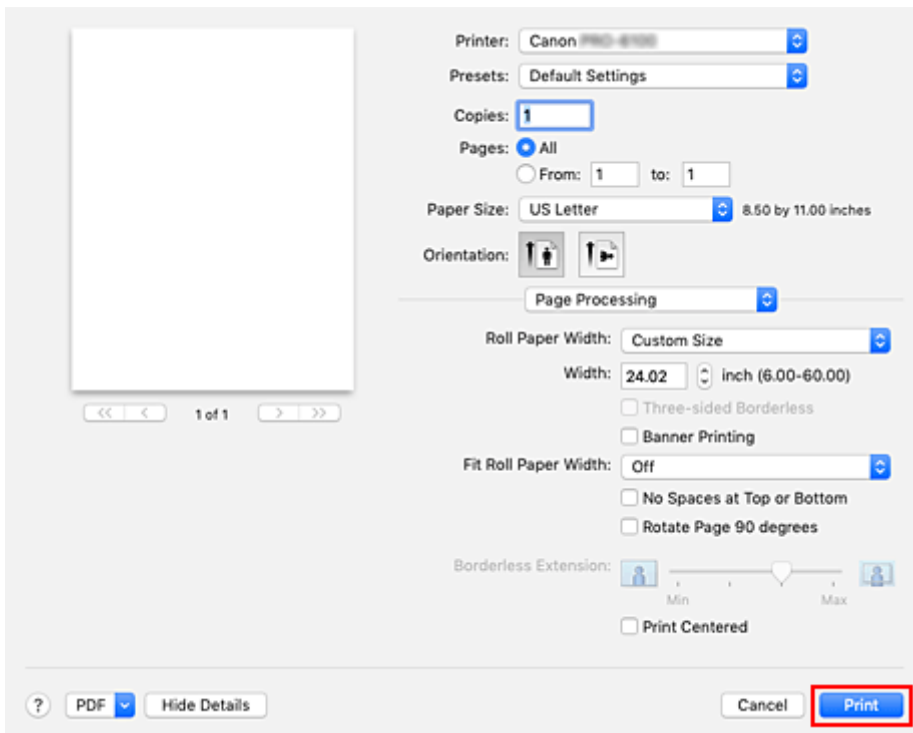 Printer: Canon
Presets: Default Settings
Copies: 1
Pages: All
From: 1 to: 1
Paper Size: US Letter 8.50 by 11.00 inches
Orientation:
Page Processing
Roll Paper Width: Custom Size
Width: 24.02 inch (6.00-60.00)
Three-sided Borderless
Banner Printing
Fit Roll Paper Width: Off
No Spaces at Top or Bottom
Rotate Page 90 degrees
Borderless Extension:
Min Max
Print Centered
<< < 1 of 1 > >>
? PDF Hide Details Cancel Print